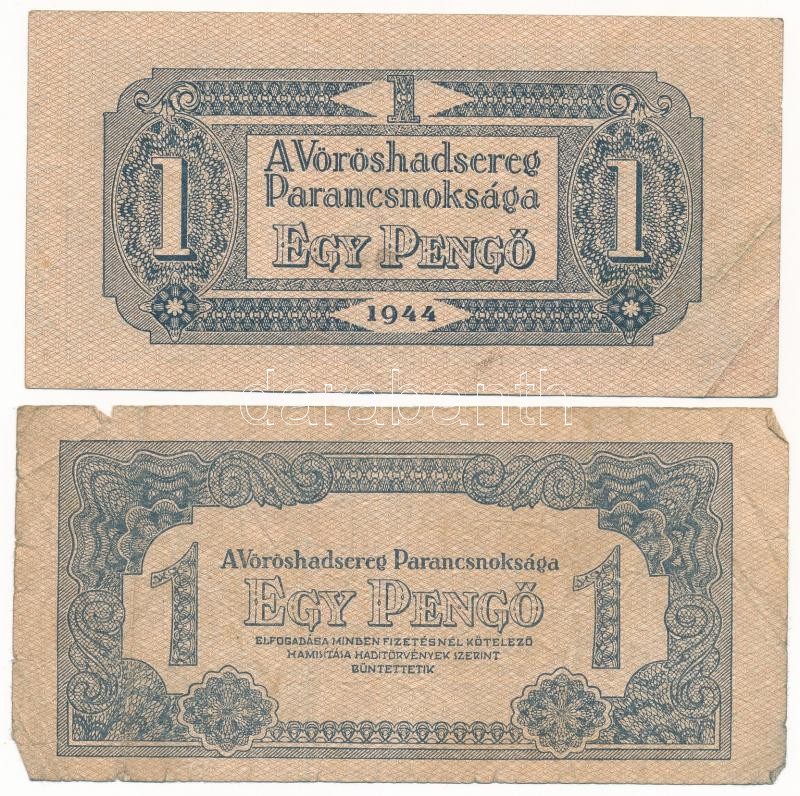 1
A Vöröshadsereg
Parancsnoksága
1 EGY PENGŐ 1
1944
darabanth
A Vöröshadsereg Parancsnoksága
1 EGY PENGŐ 1
ELFOGADÁSA MINDEN FIZETÉSNÉL KÖTELEZŐ
HAMISÍTÁSA HADITÖRVÉNYEK SZERINT
BÜNTETTETIK